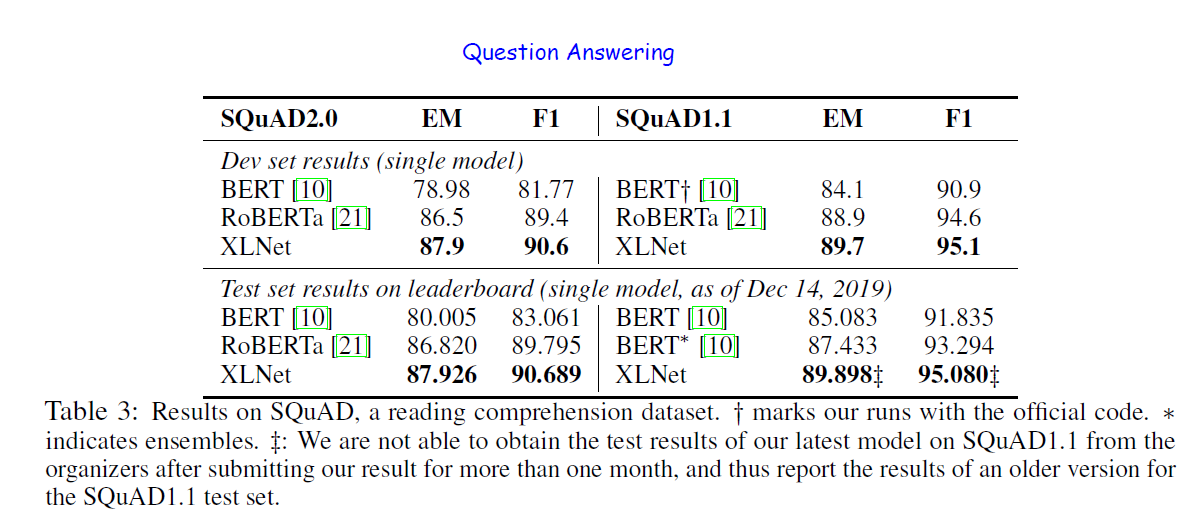 Question Answering
SQuAD2.0 EM F1 SQuAD1.1 EM F1
Dev set results (single model)
BERT [10] 78.98 81.77 BERT† [10] 84.1 90.9
RoBERTa [21] 86.5 89.4 RoBERTa [21] 88.9 94.6
XLNet 87.9 90.6 XLNet 89.7 95.1
Test set results on leaderboard (single model, as of Dec 14, 2019)
BERT [10] 80.005 83.061 BERT [10] 85.083 91.835
RoBERTa [21] 86.820 89.795 BERT* [10] 87.433 93.294
XLNet 87.926 90.689 XLNet 89.898‡ 95.080‡
Table 3: Results on SQuAD, a reading comprehension dataset. † marks our runs with the official code. *
indicates ensembles. ‡: We are not able to obtain the test results of our latest model on SQuAD1.1 from the
organizers after submitting our result for more than one month, and thus report the results of an older version for
the SQuAD1.1 test set.